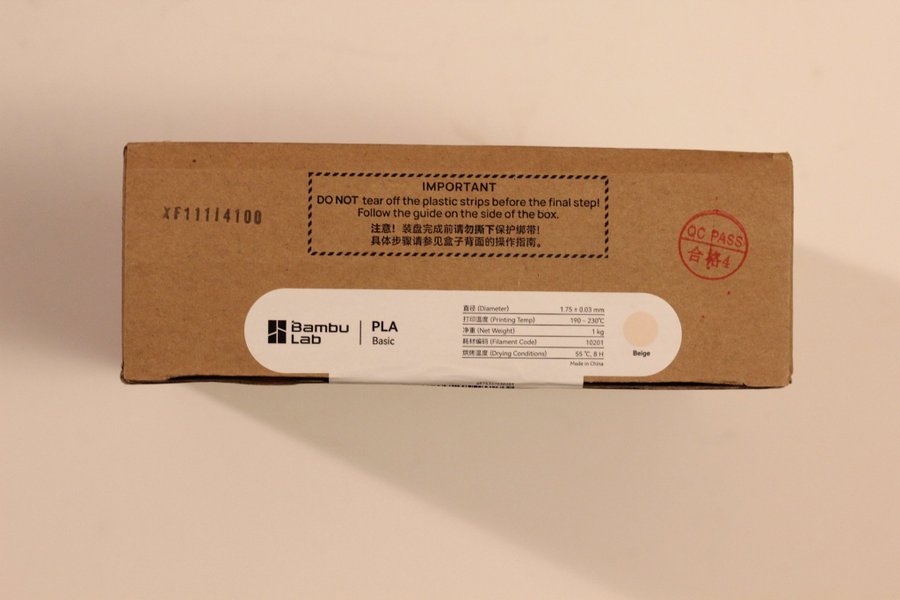 IMPORTANT
DO NOT tear off the plastic strips before the final step!
Follow the guide on the side of the box.
注意！装盘完成前请勿撕下保护绑带！
具体步骤请参见盒子背面的操作指南。
XF11114100
QC PASS
合格4
Bambu
Lab
PLA
Basic
直径 (Diameter) 1.75 ± 0.03 mm
打印温度 (Printing Temp) 190 - 230℃
净重 (Net Weight) 1 kg
耗材编码 (Filament Code) 10201
烘烤温度 (Drying Conditions) 55 ℃, 8 H
Made in China
Beige